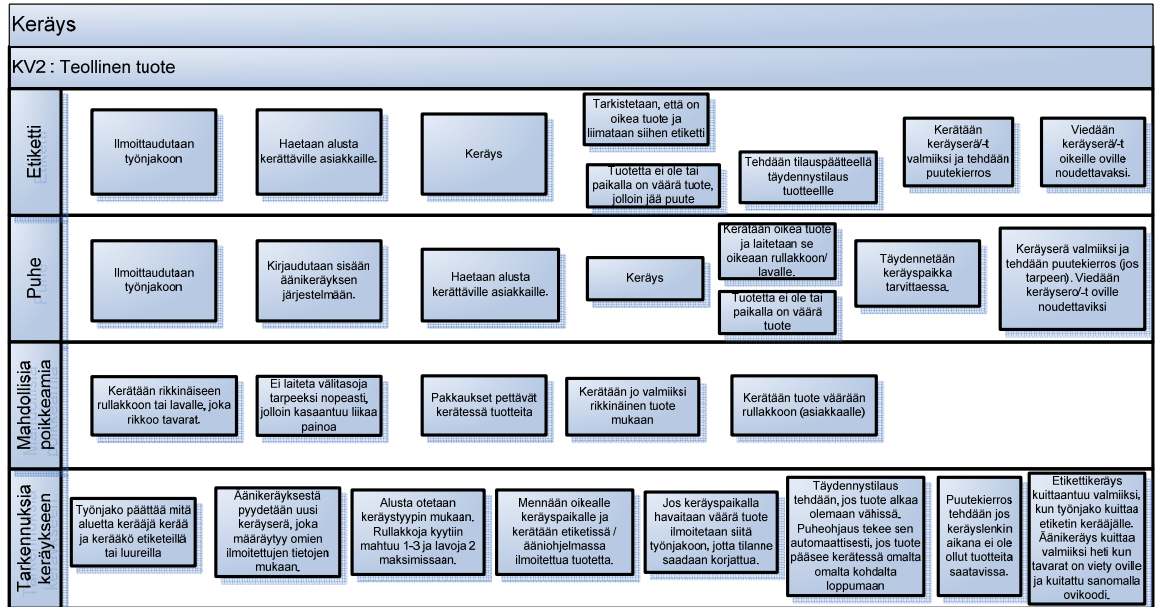 Keräys
KV2 : Teollinen tuote
Etiketti
Ilmoittaudutaan
työnjakoon
Haetaan alusta
kerättäville asiakkaille.
Keräys
Tarkistetaan, että on
oikea tuote ja
liimataan siihen etiketti
Tuotetta ei ole tai
paikalla on väärä tuote,
jolloin jää puute
Tehdään tilauspäätteellä
täydennystilaus
tuotteellle
Kerätään
keräyserä/-t
valmiiksi ja tehdään
puutekierros
Viedään
keräyserä/-t
oikeille oville
noudettavaksi.
Puhe
Ilmoittaudutaan
työnjakoon
Kirjaudutaan sisään
äänikeräyksen
järjestelmään.
Haetaan alusta
kerättäville asiakkaille.
Keräys
Kerätään oikea tuote
ja laitetaan se
oikeaan rullakkoon/
lavalle.
Tuotetta ei ole tai
paikalla on väärä
tuote
Täydennetään
keräyspaikka
tarvittaessa.
Keräyserä valmiiksi ja
tehdään puutekierros (jos
tarpeen). Viedään
keräysero/-t oville
noudettaviksi
Mahdollisia
poikkeamia
Kerätään rikkinäiseen
rullakkoon tai lavalle, joka
rikkoo tavarat.
Ei laiteta välitasoja
tarpeeksi nopeasti,
jolloin kasaantuu liikaa
painoa
Pakkaukset pettävät
kerätessä tuotteita
Kerätään jo valmiiksi
rikkinäinen tuote
mukaan
Kerätään tuote väärään
rullakkoon (asiakkaalle)
Tarkennuksia
keräykseen
Työnjako päättää mitä
aluetta kerääjä kerää
ja kerääkö etiketeillä
tai luureilla
Äänikeräyksestä
pyydetään uusi
keräyserä, joka
määräytyy omien
ilmoitettujen tietojen
mukaan.
Alusta otetaan
keräystyypin mukaan.
Rullakkoja kyytiin
mahtuu 1-3 ja lavoja 2
maksimissaan.
Mennään oikealle
keräyspaikalle ja
kerätään etiketissä /
ääniohjelmassa
ilmoitettua tuotetta.
Jos keräyspaikalla
havaitaan väärä tuote
ilmoitetaan siitä
työnjakoon, jotta tilanne
saadaan korjattua.
Täydennystilaus
tehdään, jos tuote alkaa
olemaan vähissä.
Puheohjaus tekee sen
automaattisesti, jos tuote
pääsee kerätessä omalta
omalta kohdalta
loppumaan
Puutekierros
tehdään jos
keräyslenkin
aikana ei ole
ollut tuotteita
saatavissa.
Etikettikeräys
kuittaantuu valmiiksi,
kun työnjako kuittaa
etiketin kerääjälle.
Äänikeräys kuittaa
valmiiksi heti kun
tavarat on viety oville
ja kuitattu sanomalla
ovikoodi.